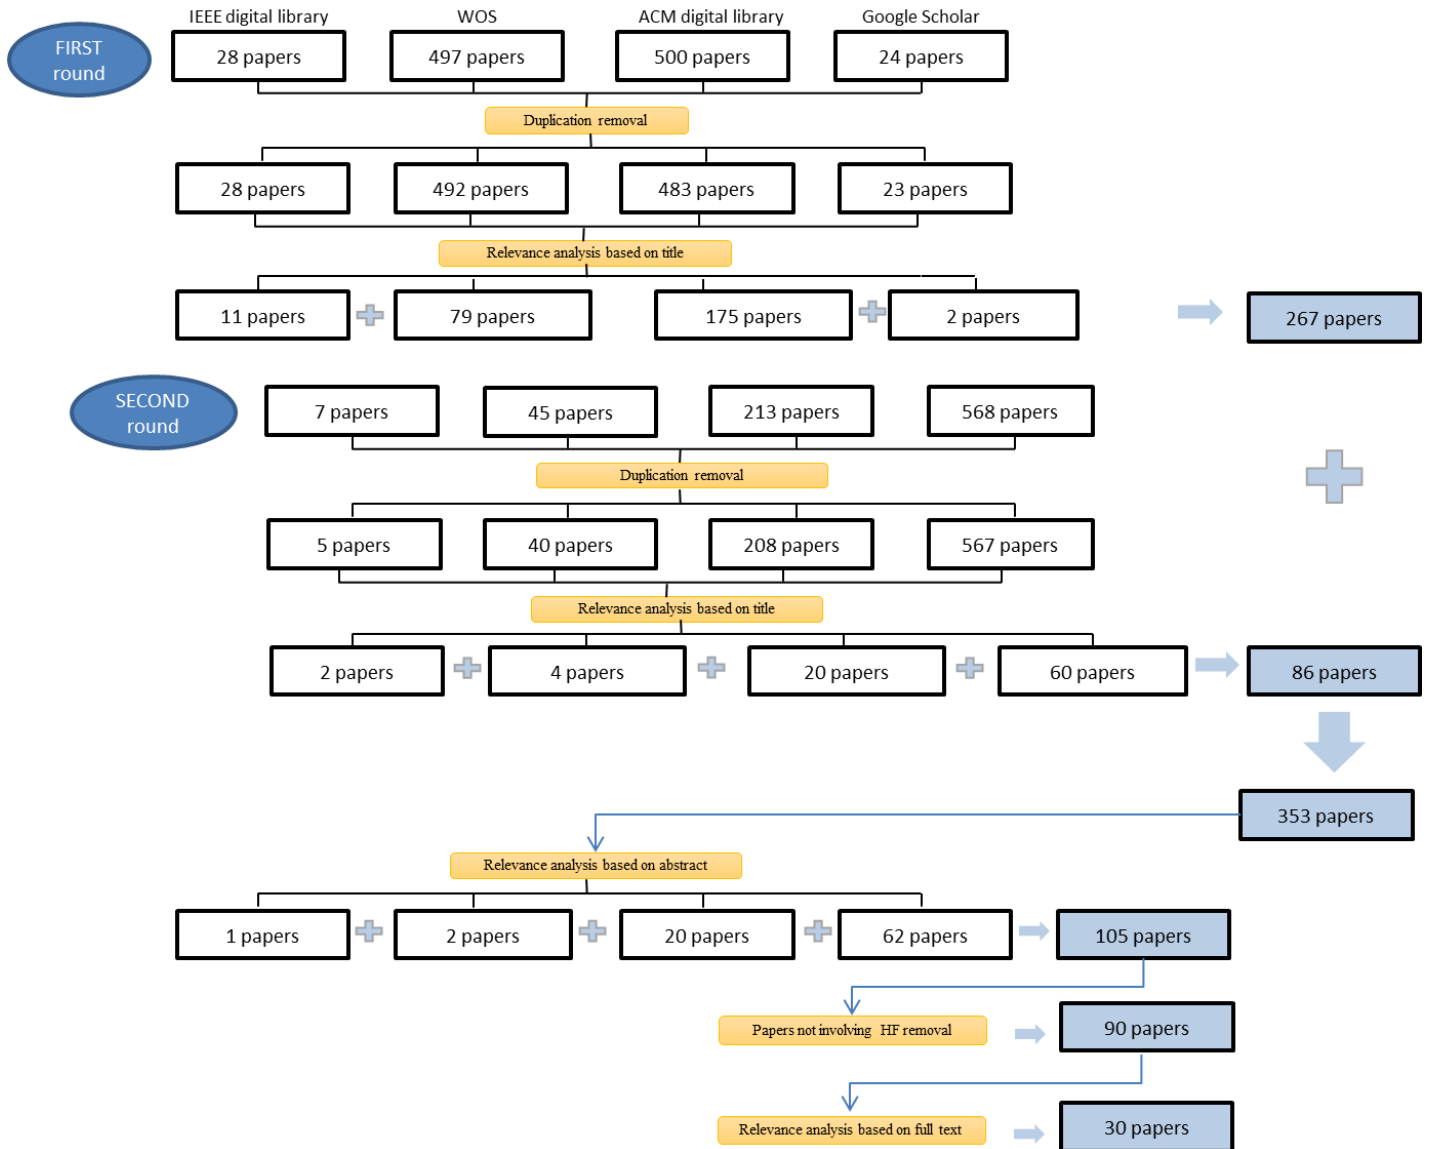 IEEE digital library
WOS
ACM digital library
Google Scholar
FIRST
round
28 papers
497 papers
500 papers
24 papers
Duplication removal
28 papers
492 papers
483 papers
23 papers
Relevance analysis based on title
11 papers
79 papers
175 papers
2 papers
267 papers
SECOND
round
7 papers
45 papers
213 papers
568 papers
Duplication removal
5 papers
40 papers
208 papers
567 papers
Relevance analysis based on title
2 papers
4 papers
20 papers
60 papers
86 papers
353 papers
Relevance analysis based on abstract
1 papers
2 papers
20 papers
62 papers
105 papers
Papers not involving HF removal
90 papers
Relevance analysis based on full text
30 papers